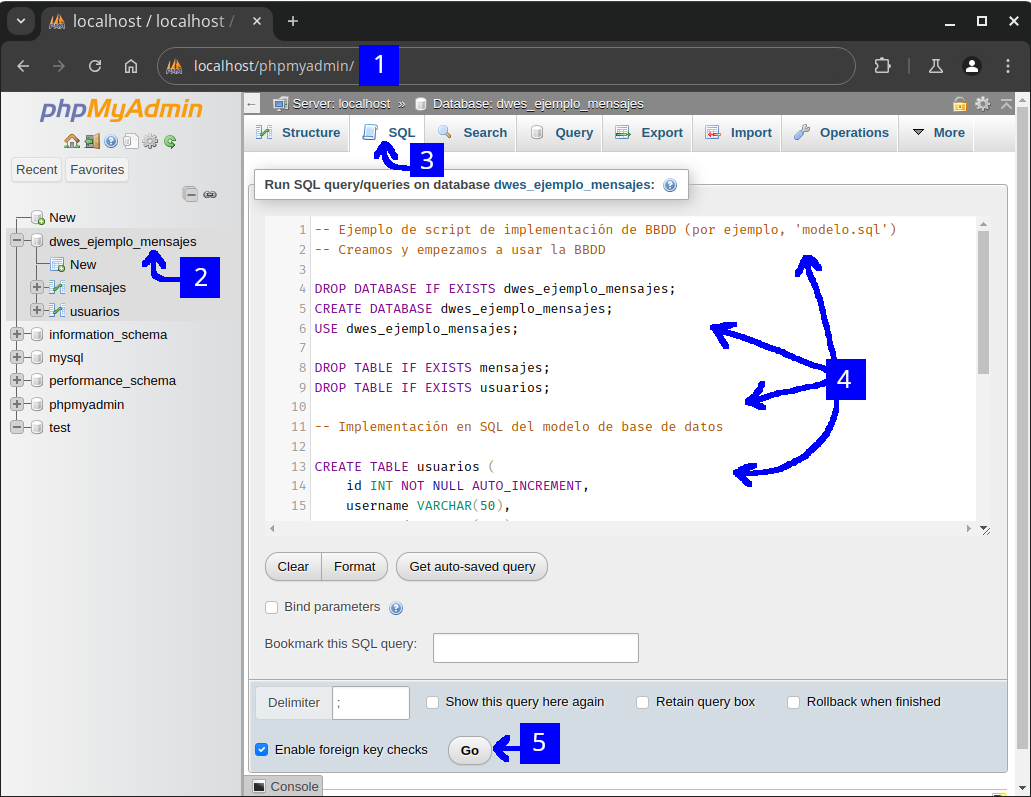 localhost / localhost /
localhost/phpmyadmin/
1
phpMyAdmin
Server: localhost » Database: dwes_ejemplo_mensajes
Structure SQL Search Query Export Import Operations More
3
Recent Favorites
Run SQL query/queries on database dwes_ejemplo_mensajes:
New
dwes_ejemplo_mensajes
2
New
mensajes
usuarios
information_schema
mysql
performance_schema
phpmyadmin
test
1 -- Ejemplo de script de implementación de BBDD (por ejemplo, 'modelo.sql')
2 -- Creamos y empezamos a usar la BBDD
3
4 DROP DATABASE IF EXISTS dwes_ejemplo_mensajes;
5 CREATE DATABASE dwes_ejemplo_mensajes;
6 USE dwes_ejemplo_mensajes;
7
8 DROP TABLE IF EXISTS mensajes;
9 DROP TABLE IF EXISTS usuarios;
10
11 -- Implementación en SQL del modelo de base de datos
12
13 CREATE TABLE usuarios (
14 id INT NOT NULL AUTO_INCREMENT,
15 username VARCHAR(50),
4
Clear Format Get auto-saved query
Bind parameters
Bookmark this SQL query:
Delimiter ; Show this query here again Retain query box Rollback when finished
Enable foreign key checks Go
5
Console